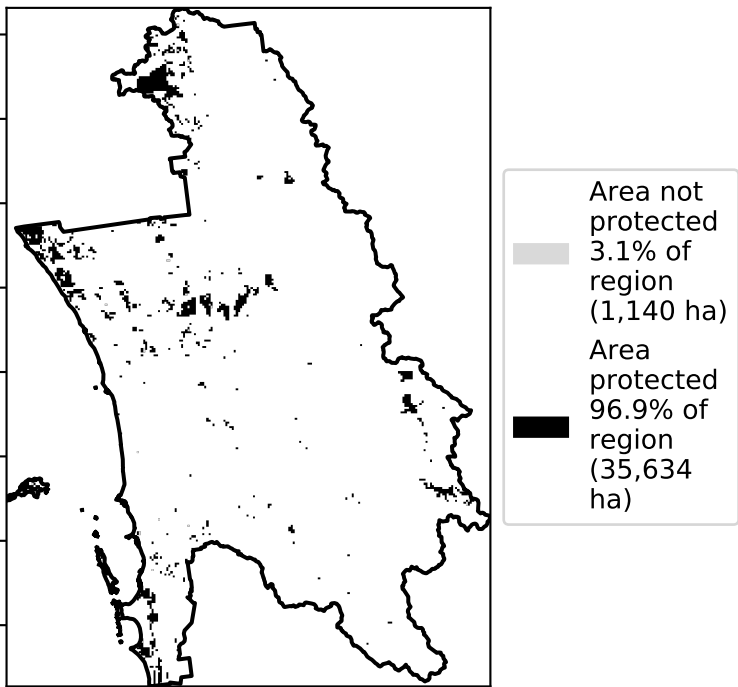 Area not
protected
3.1% of
region
(1,140 ha)
Area
protected
96.9% of
region
(35,634
ha)